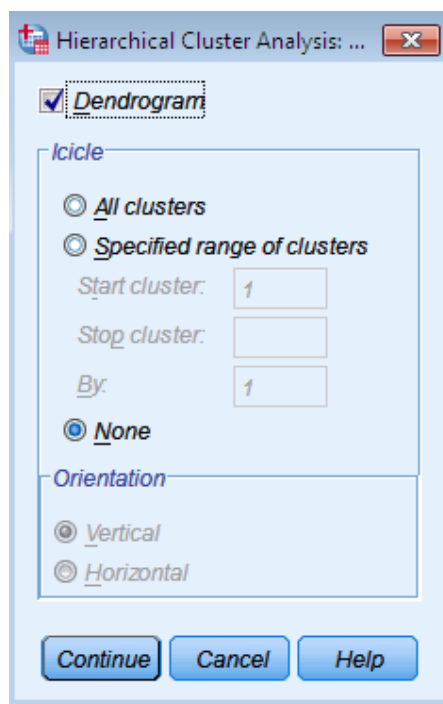 Hierarchical Cluster Analysis: ...
Dendrogram
Icicle
All clusters
Specified range of clusters
Start cluster: 1
Stop cluster:
By: 1
None
Orientation
Vertical
Horizontal
Continue Cancel Help